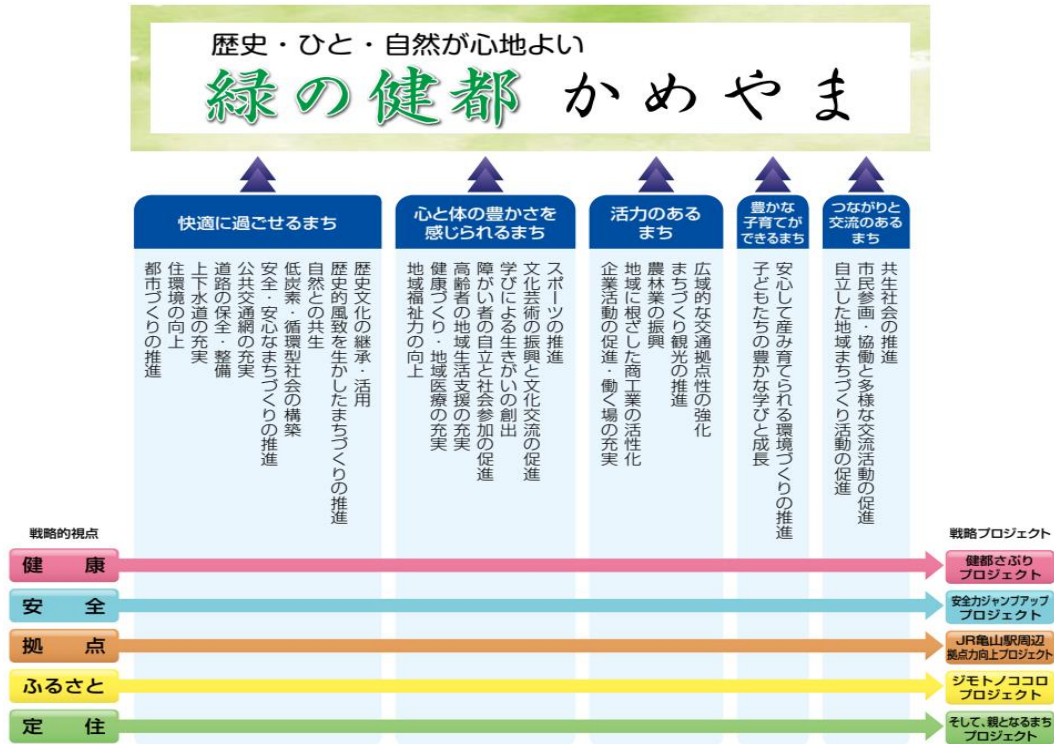 歴史・ひと・自然が心地よい
緑の健都 かめやま
快適に過ごせるまち
歴史文化の継承・活用
歴史的風致を生かしたまちづくりの推進
自然との共生
低炭素・循環型社会の構築
安全・安心なまちづくりの推進
公共交通網の充実
道路の保全・整備
上下水道の充実
住環境の向上
都市づくりの推進
心と体の豊かさを
感じられるまち
スポーツの推進
文化芸術の振興と文化交流の促進
学びによる生きがいの創出
障がい者の自立と社会参加の促進
高齢者の地域生活支援の充実
健康づくり・地域医療の充実
地域福祉力の向上
活力のある
まち
広域的な交通拠点性の強化
まちづくり観光の推進
農林業の振興
地域に根ざした商工業の活性化
企業活動の促進・働く場の充実
豊かな
子育てが
できるまち
安心して産み育てられる環境づくりの推進
子どもたちの豊かな学びと成長
つながりと
交流のある
まち
共生社会の推進
市民参画・協働と多様な交流活動の促進
自立した地域まちづくり活動の促進
戦略的視点
戦略プロジェクト
健 康
健都さぷり
プロジェクト
安 全
安全力ジャンプアップ
プロジェクト
拠 点
JR亀山駅周辺
拠点力向上プロジェクト
ふるさと
ジモトノココロ
プロジェクト
定 住
そして、親となるまち
プロジェクト